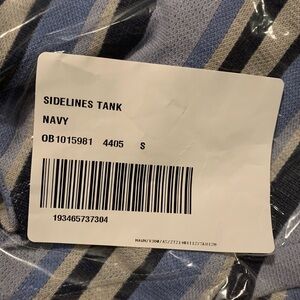 SIDELINES TANK
NAVY
OB1015981 4405 S
193465737304